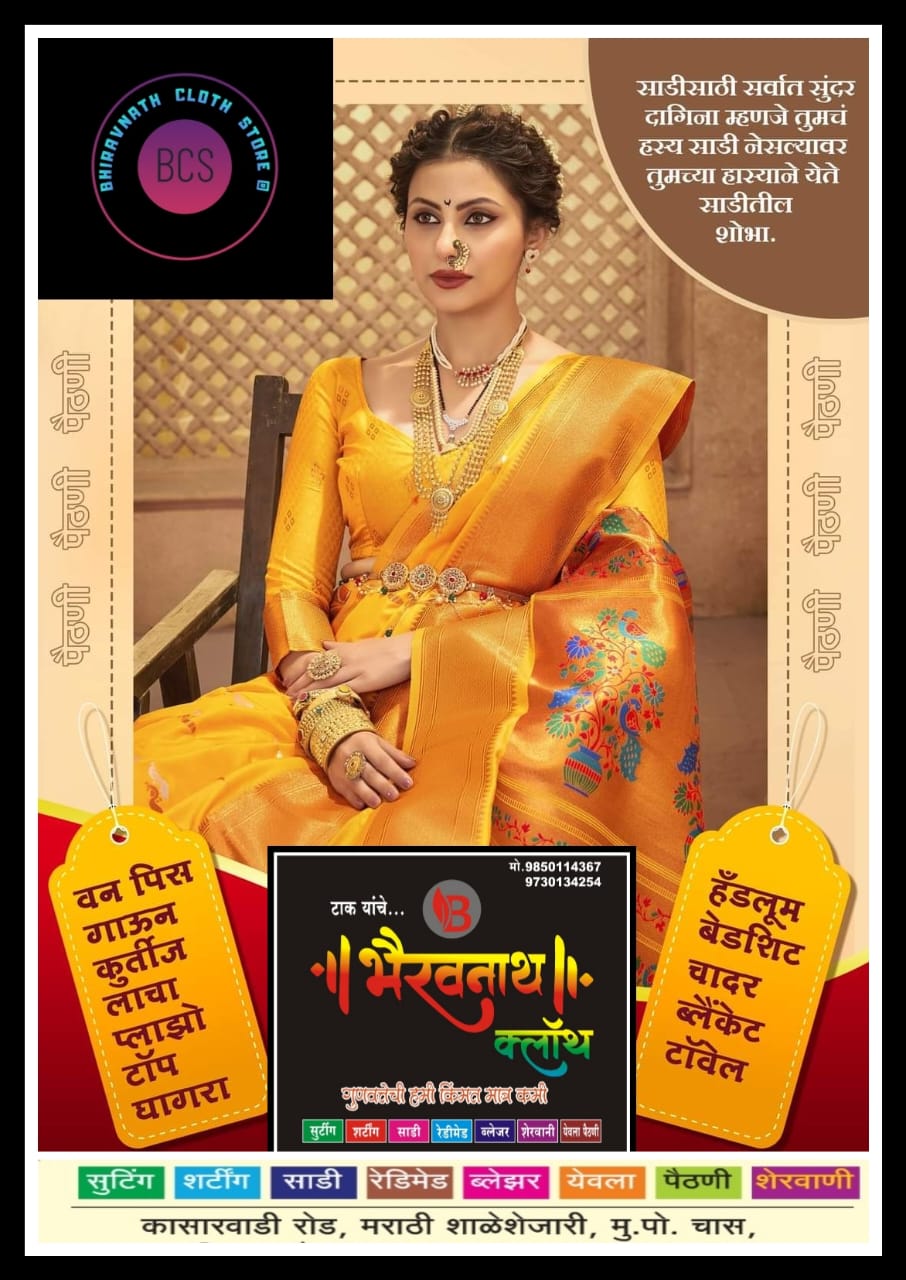 BHIRAVNATH CLOTH STORE
BCS
साडीसाठी सर्वात सुंदर
दागिना म्हणजे तुमचं
हस्य साडी नेसल्यावर
तुमच्या हास्याने येते
साडीतील
शोभा.
पैठणी पैठणी पैठणी
पैठणी पैठणी पैठणी
वन पिस
गाऊन
कुर्तीज
लाचा
प्लाझो
टॉप
घागरा
मो.9850114367
9730134254
टाक यांचे...
B
भैरवनाथ
क्लॉथ
गुणवत्तेची हमी किंमत मात्र कमी
सुटींग शर्टींग साडी रेडीमेड ब्लेजर शेरवानी येवला पैठणी
हँडलूम
बेडशिट
चादर
ब्लँकेट
टॉवेल
सुटिंग शर्टींग साडी रेडिमेड ब्लेझर येवला पैठणी शेरवाणी
कासारवाडी रोड, मराठी शाळेशेजारी, मु.पो. चास,